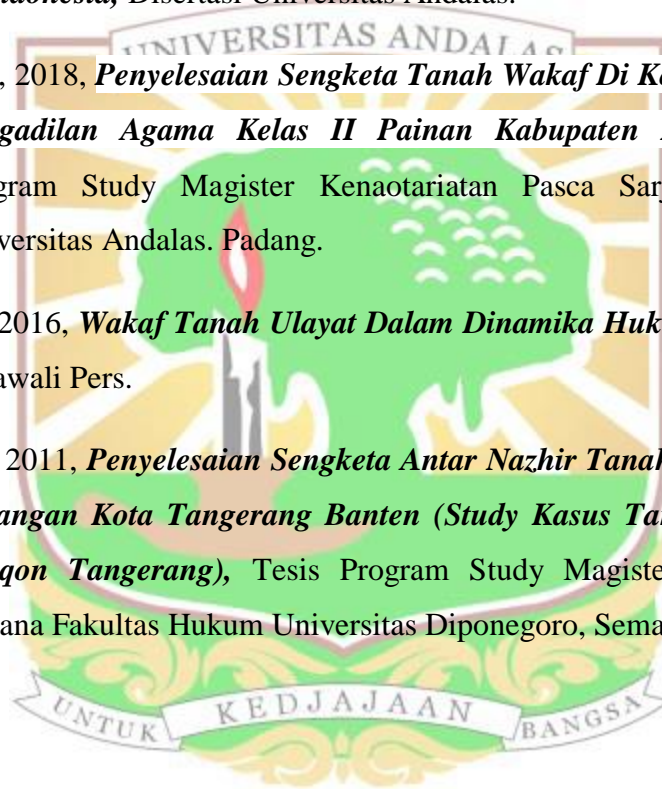 donesia, Disertasi Universitas Andalas.
UNIVERSITAS ANDALAS
, 2018, Penyelesaian Sengketa Tanah Wakaf Di Ke
gadilan Agama Kelas II Painan Kabupaten
gram Study Magister Kenaotariatan Pasca Sarj
versitas Andalas. Padang.
2016, Wakaf Tanah Ulayat Dalam Dinamika Huk
awali Pers.
2011, Penyelesaian Sengketa Antar Nazhir Tanah
angan Kota Tangerang Banten (Study Kasus Ta
qon Tangerang), Tesis Program Study Magiste
ana Fakultas Hukum Universitas Diponegoro, Sema
UNTUK KEDJAJAAN BANGSA